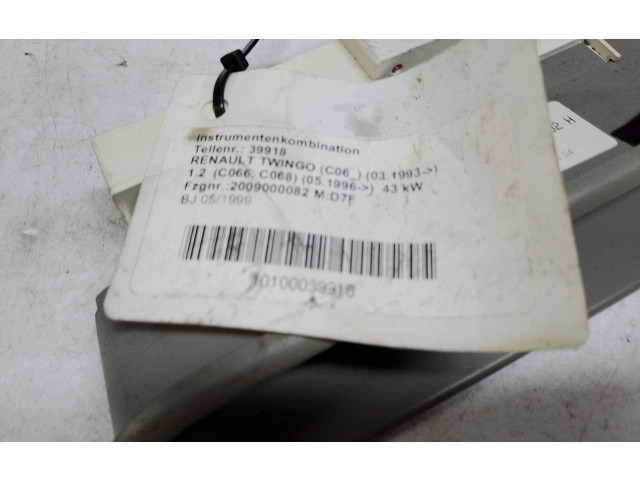 Instrumentenkombination
Teilenr.: 39918
RENAULT TWINGO (C06_) (03.1993->)
1.2 (C066, C068) (05.1996->) 43 kW
Fzgnr.:2009000082 M:D7F
BJ:05/1999
10100039918
H